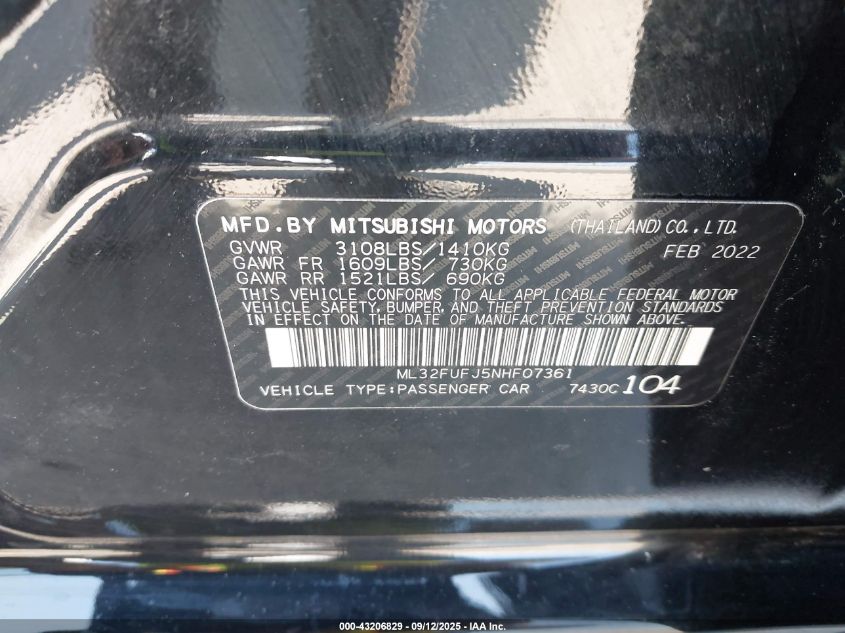 MFD.BY MITSUBISHI MOTORS (THAILAND) CO., LTD.
GVWR 3108LBS/1410KG FEB 2022
GAWR FR 1609LBS/ 730KG
GAWR RR 1521LBS/ 690KG
THIS VEHICLE CONFORMS TO ALL APPLICABLE FEDERAL MOTOR
VEHICLE SAFETY, BUMPER, AND THEFT PREVENTION STANDARDS
IN EFFECT ON THE DATE OF MANUFACTURE SHOWN ABOVE.
ML32FUFJ5NHF07361
VEHICLE TYPE:PASSENGER CAR 7430C 104
000-43206829 - 09/12/2025 - IAA Inc.